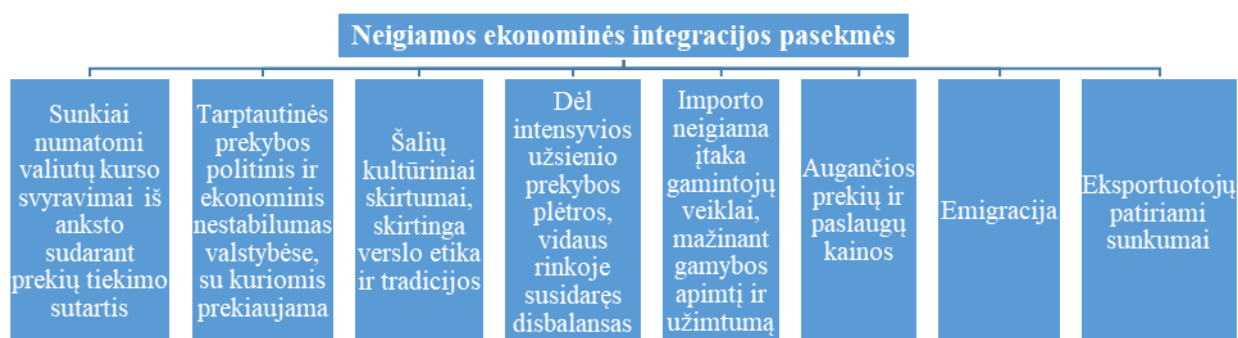 Neigiamos ekonominės integracijos pasekmės
Sunkiai
numatomi
valiutų kurso
svyravimai iš
anksto
sudarant
prekių tiekimo
sutartis
Tarptautinės
prekybos
politinis ir
ekonominis
nestabilumas
valstybėse,
su kuriomis
prekiaujama
Šalių
kultūriniai
skirtumai,
skirtinga
verslo etika
ir tradicijos
Dėl
intensyvios
užsienio
prekybos
plėtros,
vidaus
rinkoje
susidaręs
disbalansas
Importo
neigiama
įtaka
gamintojų
veiklai,
mažinant
gamybos
apimtį ir
užimtumą
Augančios
prekių ir
paslaugų
kainos
Emigracija
Eksportuotojų
patiriami
sunkumai